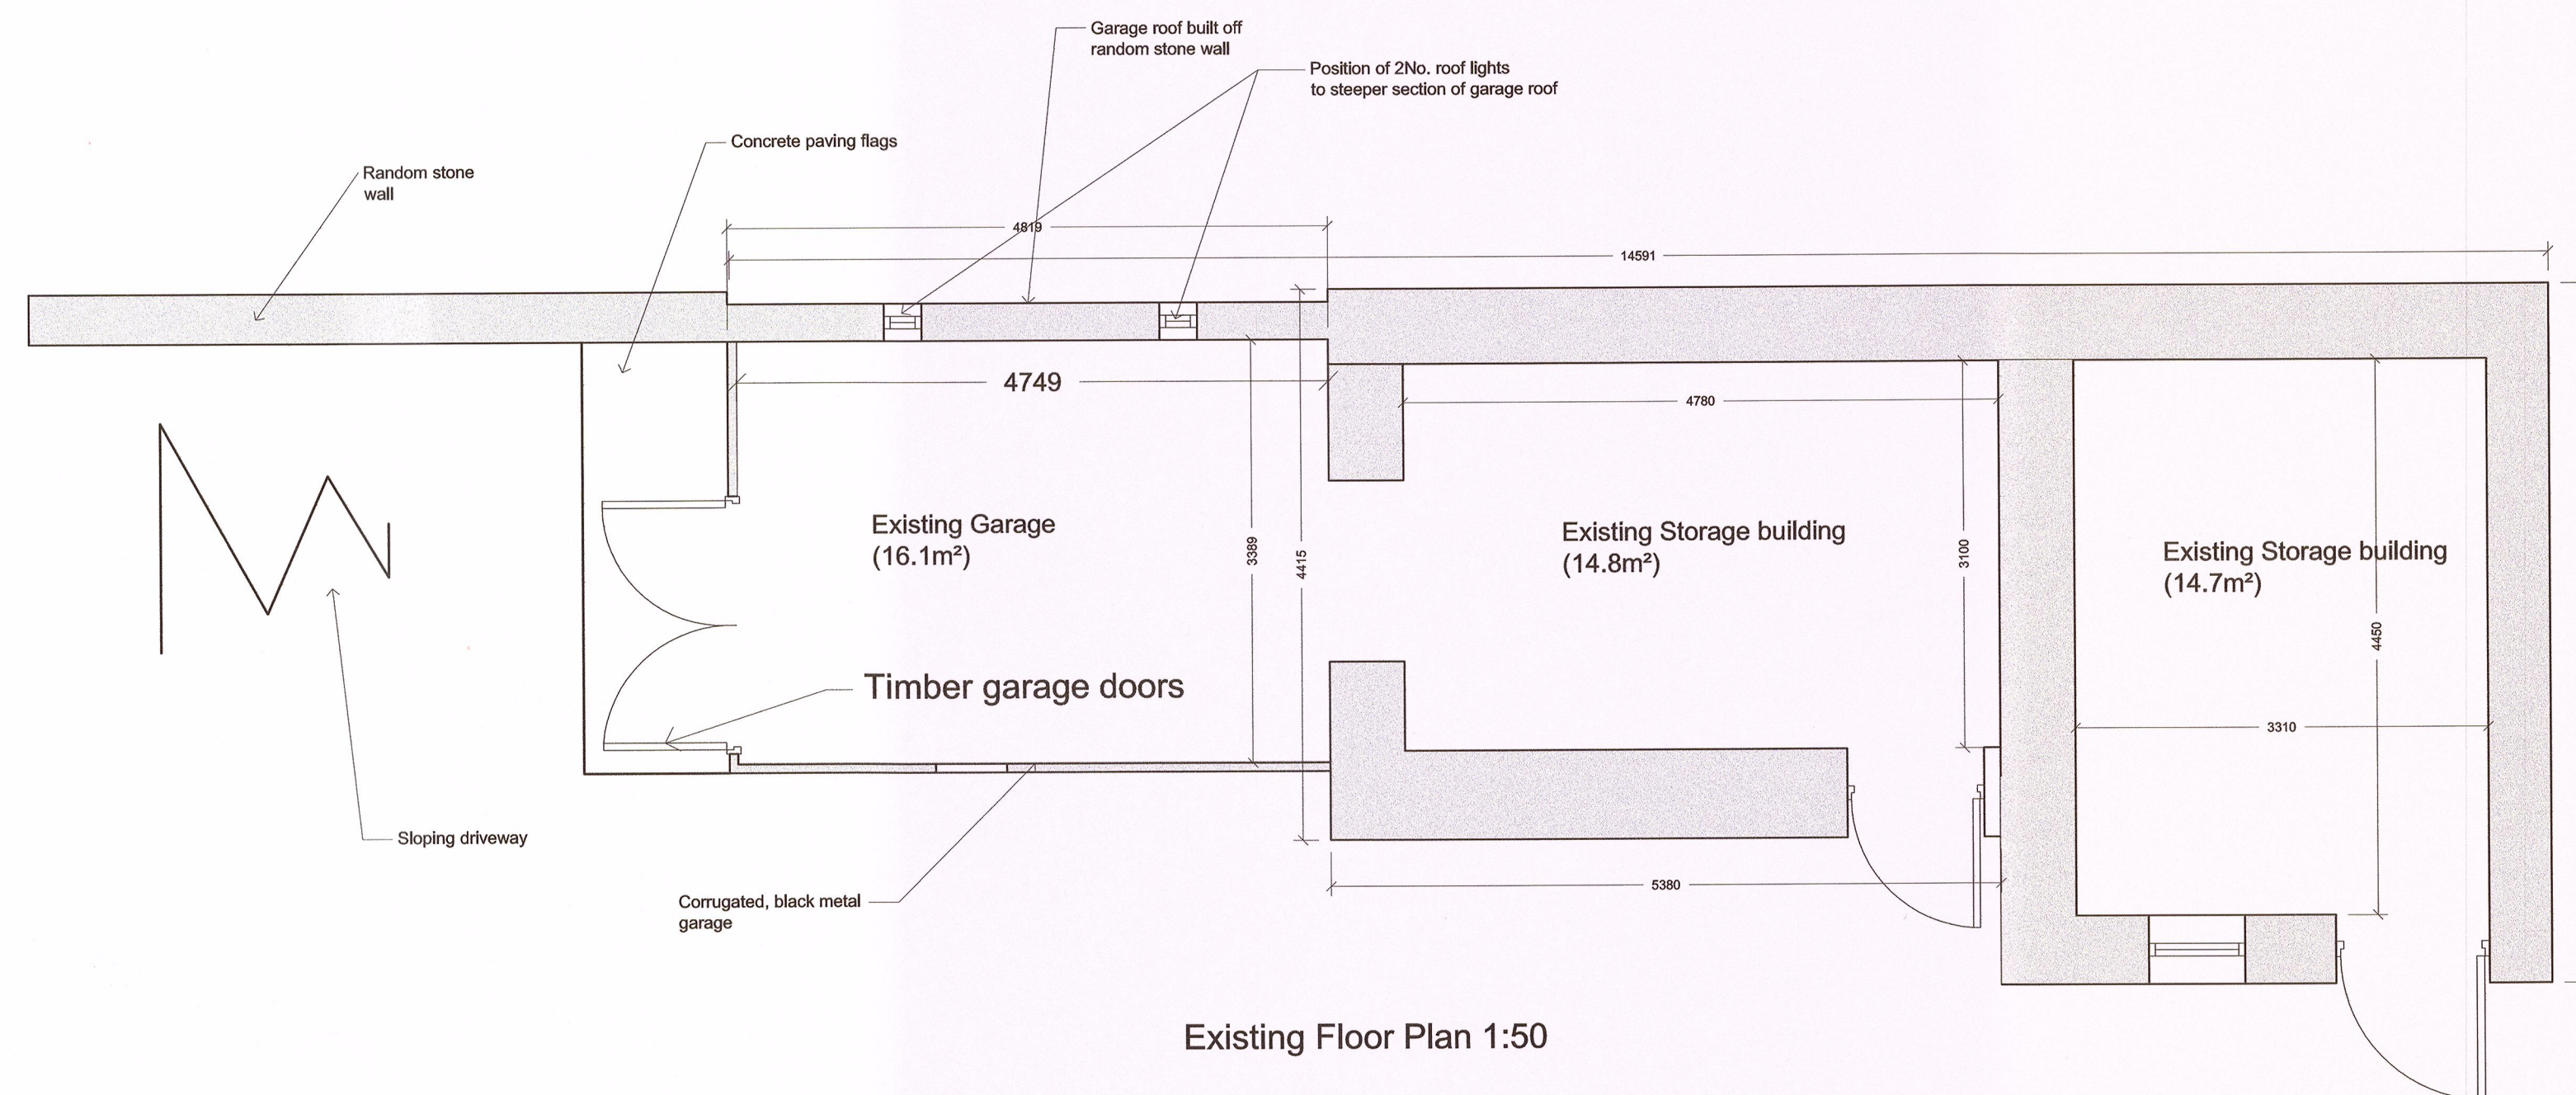 Garage roof built off
random stone wall
Position of 2No. roof lights
to steeper section of garage roof
Concrete paving flags
Random stone
wall
4819
14591
4749
4780
Existing Garage
(16.1m²)
3389
4415
Existing Storage building
(14.8m²)
3100
Existing Storage building
(14.7m²)
4450
Timber garage doors
3310
Sloping driveway
5380
Corrugated, black metal
garage
Existing Floor Plan 1:50